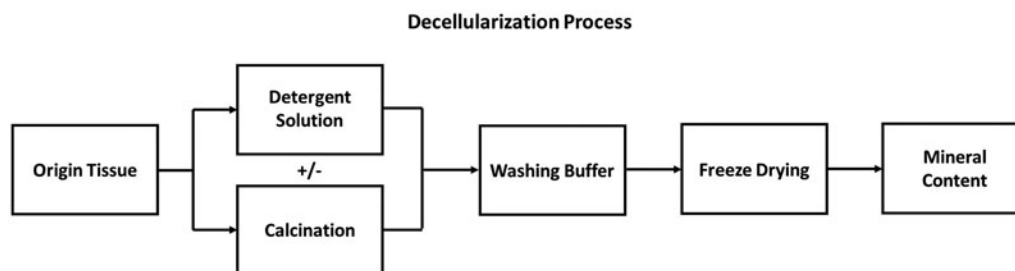 Decellularization Process
Origin Tissue
Detergent
Solution
+/-
Calcination
Washing Buffer
Freeze Drying
Mineral
Content